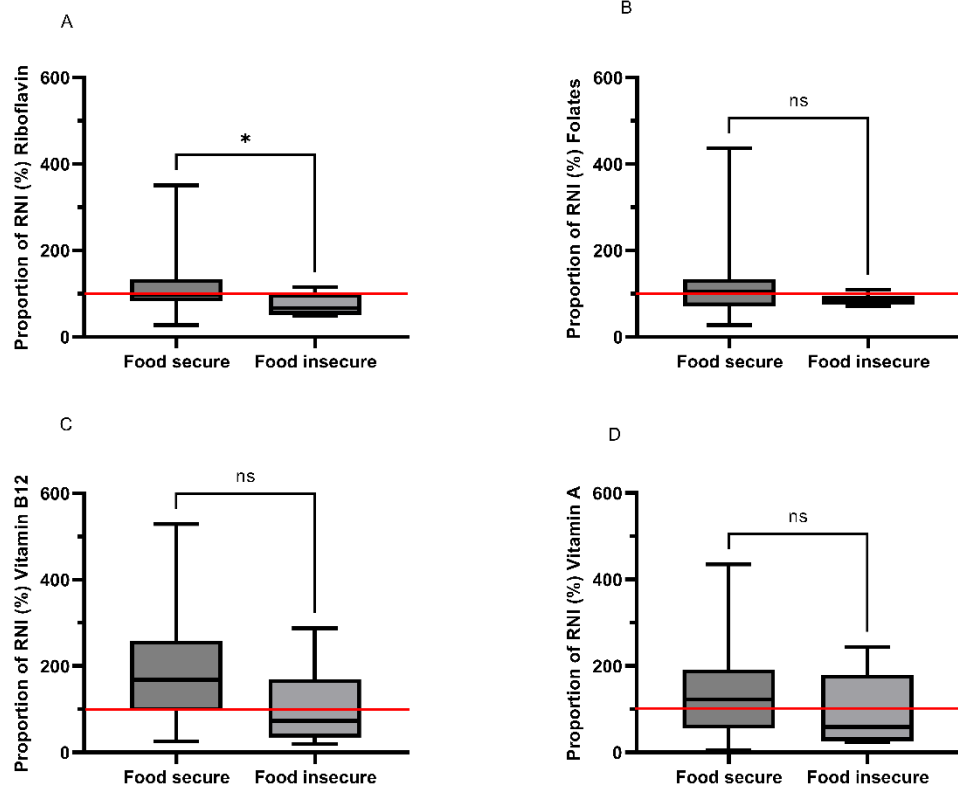 A
Proportion of RNI (%) Riboflavin
600
400
200
0
*
Food secure
Food insecure
B
Proportion of RNI (%) Folates
600
400
200
0
ns
Food secure
Food insecure
C
Proportion of RNI (%) Vitamin B12
600
400
200
0
ns
Food secure
Food insecure
D
Proportion of RNI (%) Vitamin A
600
400
200
0
ns
Food secure
Food insecure